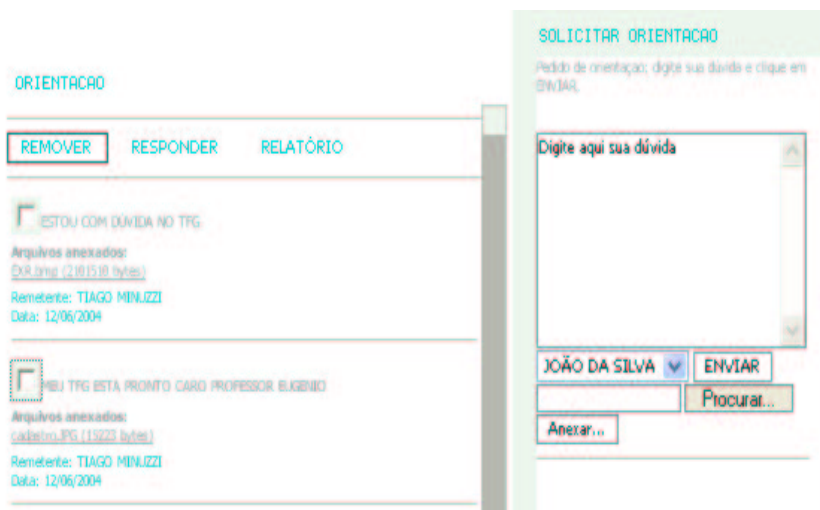 ORIENTACAO
REMOVER RESPONDER RELATÓRIO
ESTOU COM DÚVIDA NO TFG
Arquivos anexados:
ExR.bmp (2181518 bytes)
Remetente: TIAGO MINUZZI
Data: 12/06/2004
MEU TFG ESTA PRONTO CARO PROFESSOR EUGENIO
Arquivos anexados:
cadastro.JPG (15223 bytes)
Remetente: TIAGO MINUZZI
Data: 12/06/2004
SOLICITAR ORIENTACAO
Pedido de orientaçao; digite sua dúvida e clique em
ENVIAR.
Digite aqui sua dúvida
JOÃO DA SILVA ENVIAR
Procurar...
Anexar...